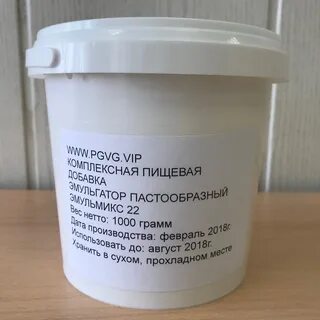 WWW.PGVG.VIP
КОМПЛЕКСНАЯ ПИЩЕВАЯ
ДОБАВКА
ЭМУЛЬГАТОР ПАСТООБРАЗНЫЙ
ЭМУЛЬМИКС 22
Вес нетто: 1000 грамм
Дата производства: февраль 2018г.
Использовать до: август 2018г.
Хранить в сухом, прохладном месте